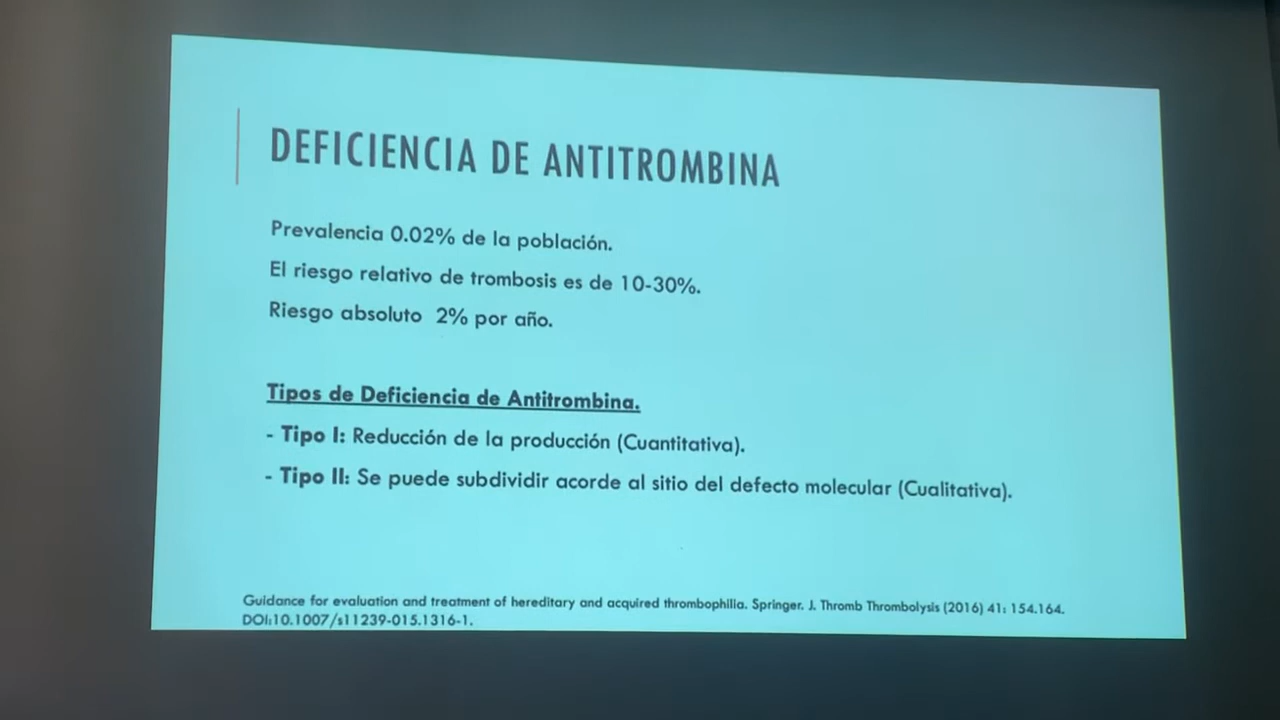 DEFICIENCIA DE ANTITROMBINA
Prevalencia 0.02% de la población.
El riesgo relativo de trombosis es de 10-30%.
Riesgo absoluto 2% por año.
Tipos de Deficiencia de Antitrombina.
- Tipo I: Reducción de la producción (Cuantitativa).
- Tipo II: Se puede subdividir acorde al sitio del defecto molecular (Cualitativa).
Guidance for evaluation and treatment of hereditary and acquired thrombophilia. Springer. J. Thromb Thrombolysis (2016) 41: 154.164.
DOI:10.1007/s11239-015.1316-1.